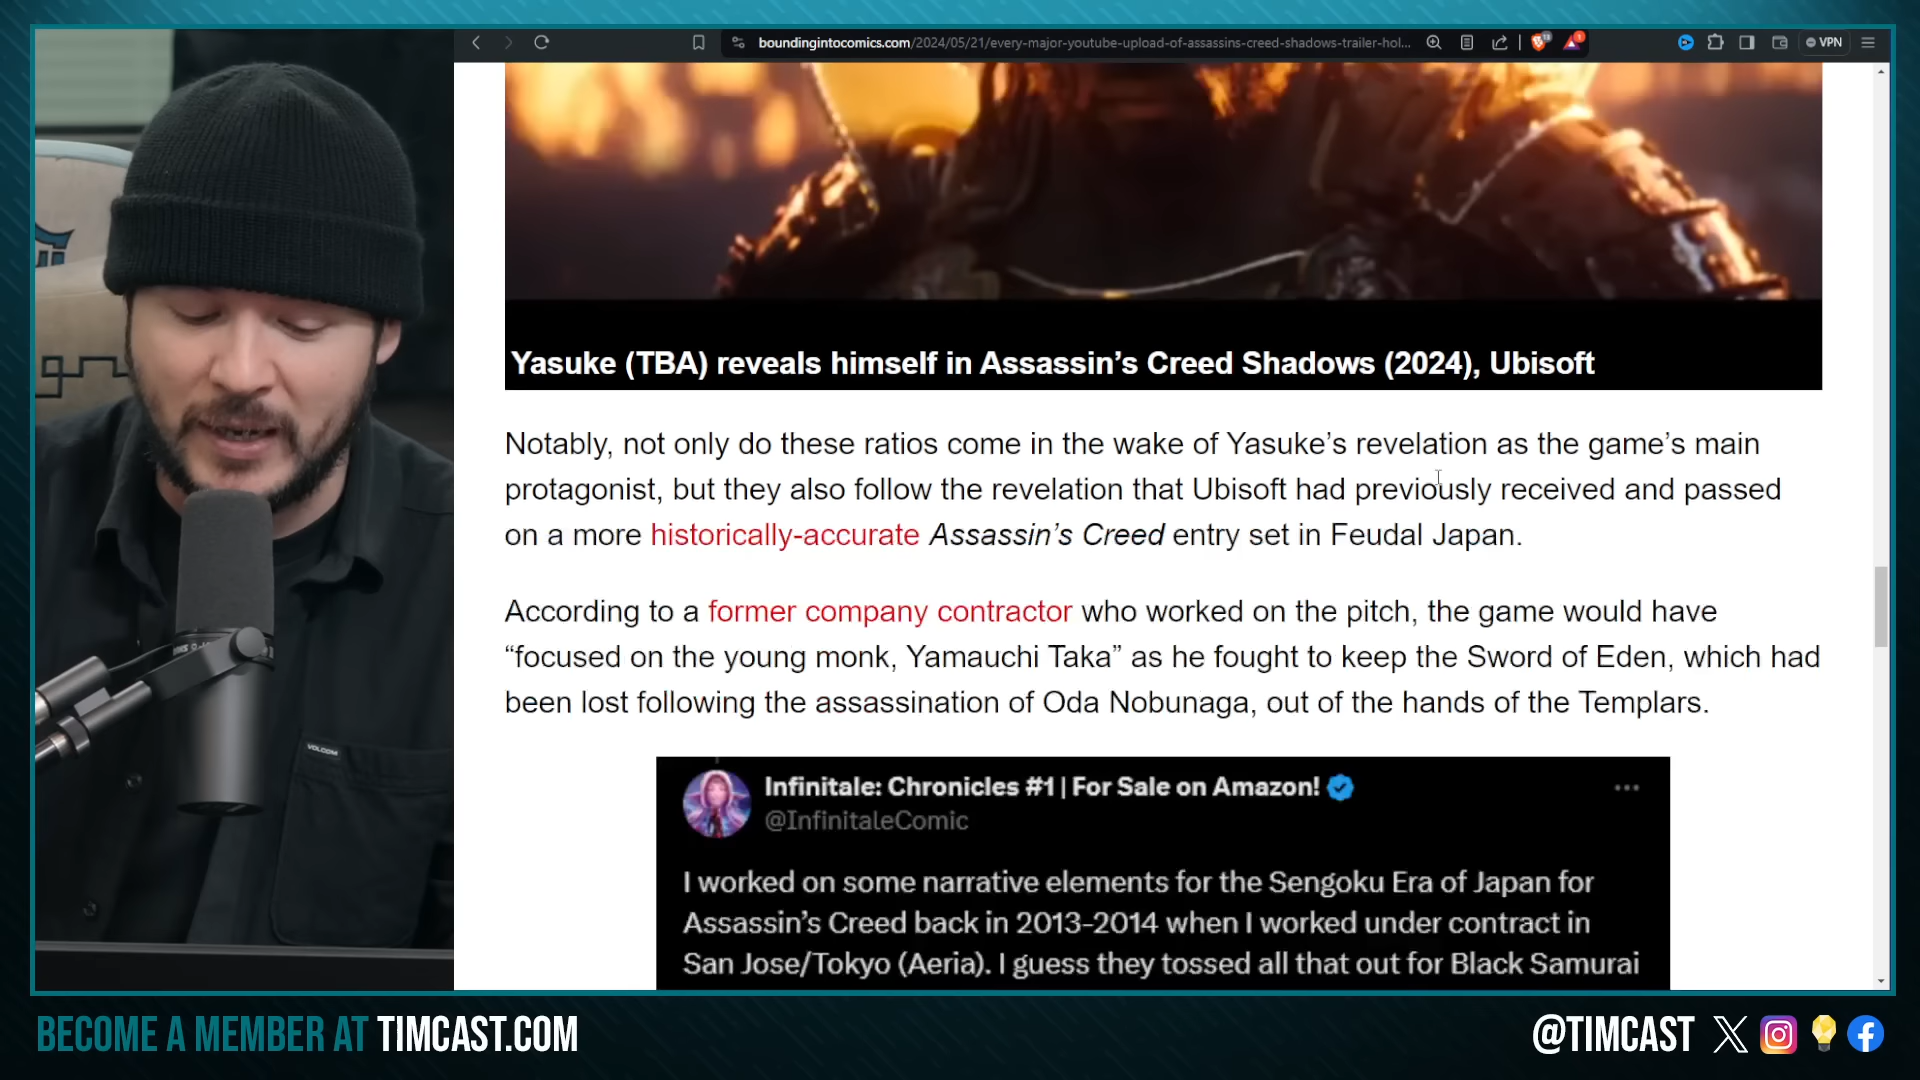 boundingintocomics.com/2024/05/21/every-major-youtube-upload-of-assassins-creed-shadows-trailer-hol...
VPN
Yasuke (TBA) reveals himself in Assassin’s Creed Shadows (2024), Ubisoft
Notably, not only do these ratios come in the wake of Yasuke’s revelation as the game’s main
protagonist, but they also follow the revelation that Ubisoft had previously received and passed
on a more historically-accurate Assassin’s Creed entry set in Feudal Japan.
According to a former company contractor who worked on the pitch, the game would have
“focused on the young monk, Yamauchi Taka” as he fought to keep the Sword of Eden, which had
been lost following the assassination of Oda Nobunaga, out of the hands of the Templars.
Infinitale: Chronicles #1 | For Sale on Amazon!
@InfinitaleComic
I worked on some narrative elements for the Sengoku Era of Japan for
Assassin’s Creed back in 2013-2014 when I worked under contract in
San Jose/Tokyo (Aeria). I guess they tossed all that out for Black Samurai
VOLCOM
BECOME A MEMBER AT TIMCAST.COM
@TIMCAST